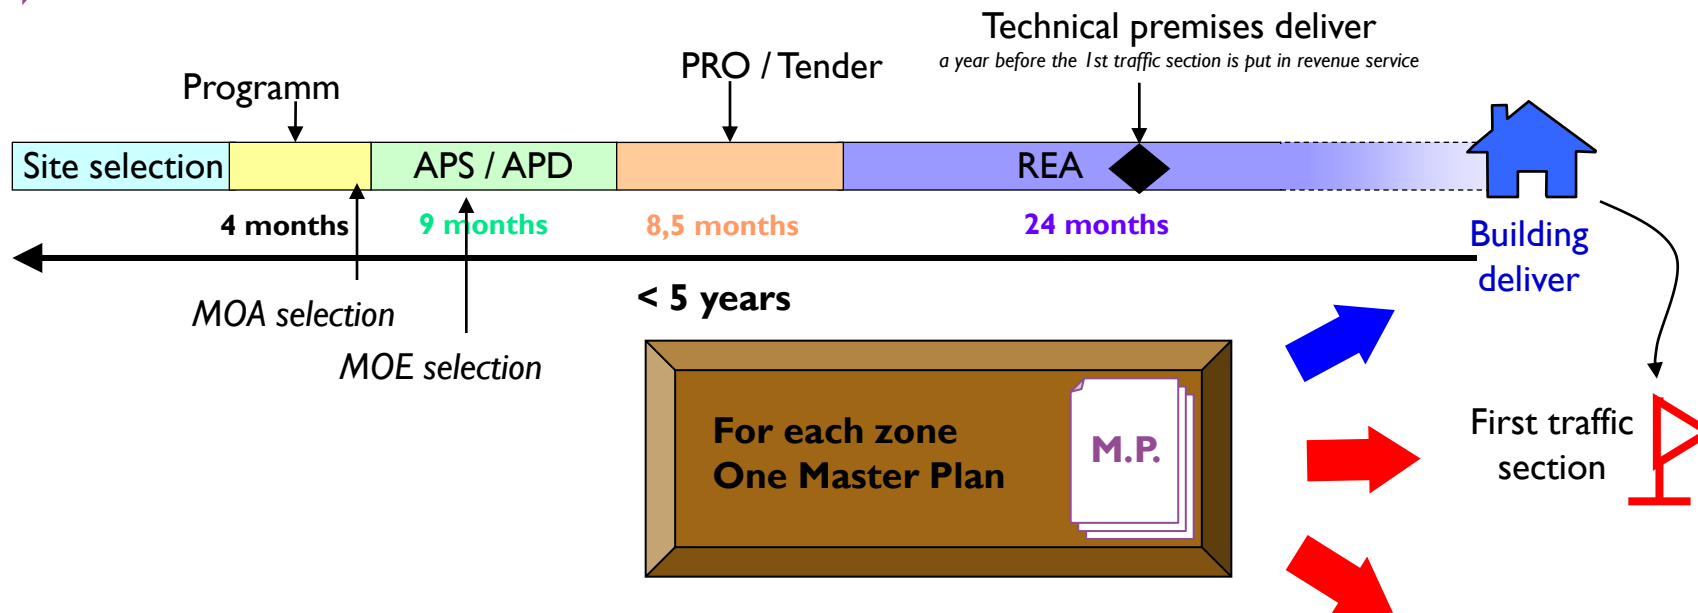 Technical premises deliver
a year before the 1st traffic section is put in revenue service
PRO / Tender
Programm
Site selection
APS / APD
REA
4 months
9 months
8,5 months
24 months
Building
deliver
MOA selection
< 5 years
MOE selection
For each zone
One Master Plan
M.P.
First traffic
section